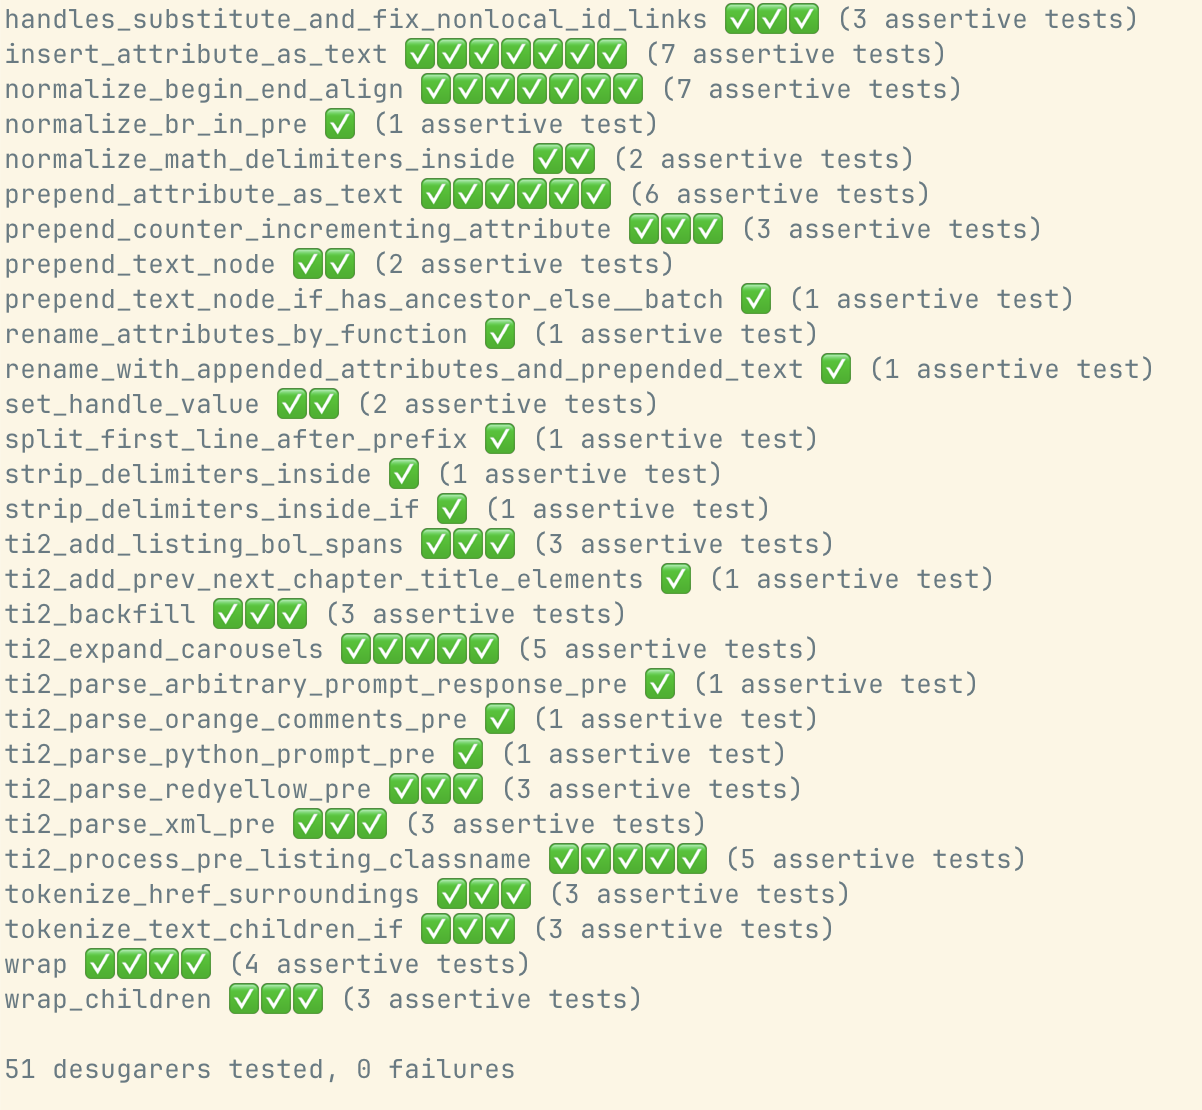 handles_substitute_and_fix_nonlocal_id_links ✅✅✅ (3 assertive tests)
insert_attribute_as_text ✅✅✅✅✅✅✅ (7 assertive tests)
normalize_begin_end_align ✅✅✅✅✅✅✅ (7 assertive tests)
normalize_br_in_pre ✅ (1 assertive test)
normalize_math_delimiters_inside ✅✅ (2 assertive tests)
prepend_attribute_as_text ✅✅✅✅✅✅ (6 assertive tests)
prepend_counter_incrementing_attribute ✅✅✅ (3 assertive tests)
prepend_text_node ✅✅ (2 assertive tests)
prepend_text_node_if_has_ancestor_else__batch ✅ (1 assertive test)
rename_attributes_by_function ✅ (1 assertive test)
rename_with_appended_attributes_and_prepended_text ✅ (1 assertive test)
set_handle_value ✅✅ (2 assertive tests)
split_first_line_after_prefix ✅ (1 assertive test)
strip_delimiters_inside ✅ (1 assertive test)
strip_delimiters_inside_if ✅ (1 assertive test)
ti2_add_listing_bol_spans ✅✅✅ (3 assertive tests)
ti2_add_prev_next_chapter_title_elements ✅ (1 assertive test)
ti2_backfill ✅✅✅ (3 assertive tests)
ti2_expand_carousels ✅✅✅✅✅ (5 assertive tests)
ti2_parse_arbitrary_prompt_response_pre ✅ (1 assertive test)
ti2_parse_orange_comments_pre ✅ (1 assertive test)
ti2_parse_python_prompt_pre ✅ (1 assertive test)
ti2_parse_redyellow_pre ✅✅✅ (3 assertive tests)
ti2_parse_xml_pre ✅✅✅ (3 assertive tests)
ti2_process_pre_listing_classname ✅✅✅✅✅ (5 assertive tests)
tokenize_href_surroundings ✅✅✅ (3 assertive tests)
tokenize_text_children_if ✅✅✅ (3 assertive tests)
wrap ✅✅✅✅ (4 assertive tests)
wrap_children ✅✅✅ (3 assertive tests)
51 desugarers tested, 0 failures